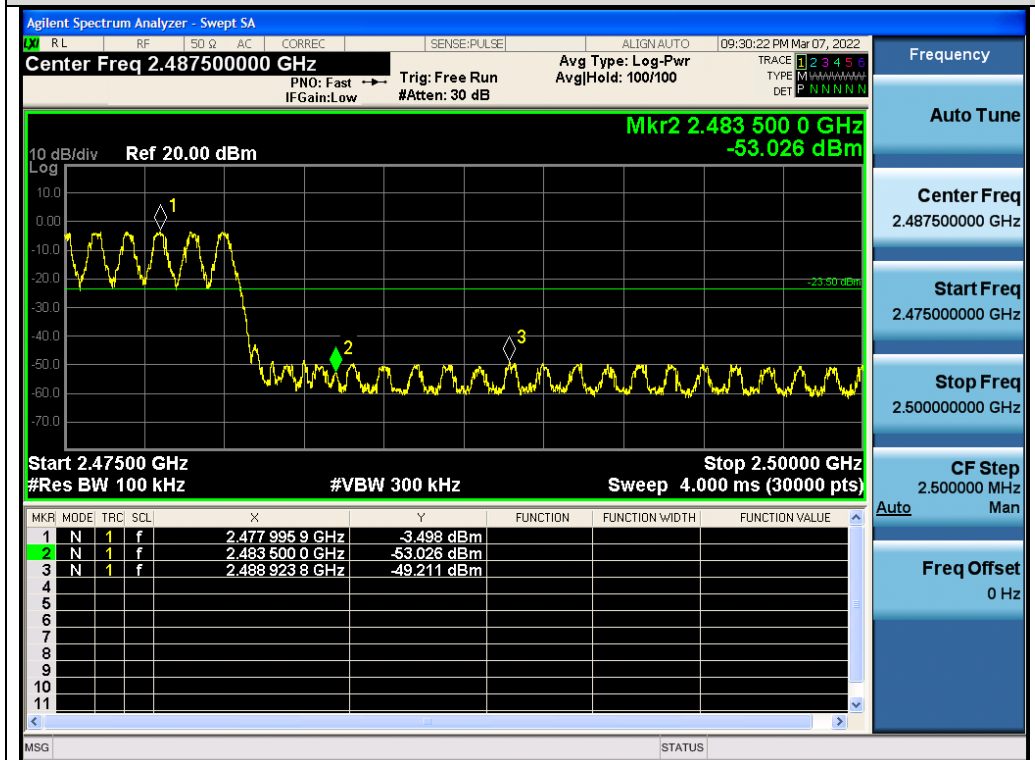 Agilent Spectrum Analyzer - Swept SA
LXI RL RF 50 Ω AC CORREC SENSE:PULSE ALIGNAUTO 09:30:22 PM Mar 07, 2022
Center Freq 2.487500000 GHz
PNO: Fast
IFGain:Low
Trig: Free Run
#Atten: 30 dB
Avg Type: Log-Pwr
Avg|Hold: 100/100
TRACE 1 2 3 4 5 6
TYPE M WWWWW
DET P N N N N N
Mkr2 2.483 500 0 GHz
-53.026 dBm
10 dB/div Ref 20.00 dBm
Log
10.0
0.00
-10.0
-20.0
-30.0
-40.0
-50.0
-60.0
-70.0
1
2
3
-23.50 dBm
Start 2.47500 GHz Stop 2.50000 GHz
#Res BW 100 kHz #VBW 300 kHz Sweep 4.000 ms (30000 pts)
MKR MODE TRC SCL X Y FUNCTION FUNCTION WIDTH FUNCTION VALUE
1 N 1 f 2.477 995 9 GHz -3.498 dBm
2 N 1 f 2.483 500 0 GHz -53.026 dBm
3 N 1 f 2.488 923 8 GHz -49.211 dBm
4
5
6
7
8
9
10
11
MSG STATUS
Frequency
Auto Tune
Center Freq
2.487500000 GHz
Start Freq
2.475000000 GHz
Stop Freq
2.500000000 GHz
CF Step
2.500000 MHz
Auto Man
Freq Offset
0 Hz